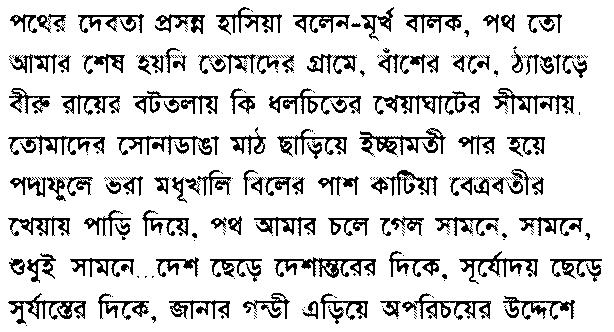 পথের দেবতা প্রসন্ন হাসিয়া বলেন-মূর্খ বালক, পথ তো
আমার শেষ হয়নি তোমাদের গ্রামে, বাঁশের বনে, ঠ্যাঙাড়ে
বীরু রায়ের বটতলায় কি ধলচিতের খেয়াঘাটের সীমানায়.
তোমাদের সোনাডাঙা মাঠ ছাড়িয়ে ইচ্ছামতী পার হয়ে
পদ্মফুলে ভরা মধূখালি বিলের পাশ কাটিয়া বেত্রবতীর
খেয়ায় পাড়ি দিয়ে, পথ আমার চলে গেল সামনে, সামনে,
শুধুই সামনে...দেশ ছেড়ে দেশান্তরের দিকে, সূর্যোদয় ছেড়ে
সুর্যাস্তের দিকে, জানার গন্ডী এড়িয়ে অপরিচয়ের উদ্দেশে